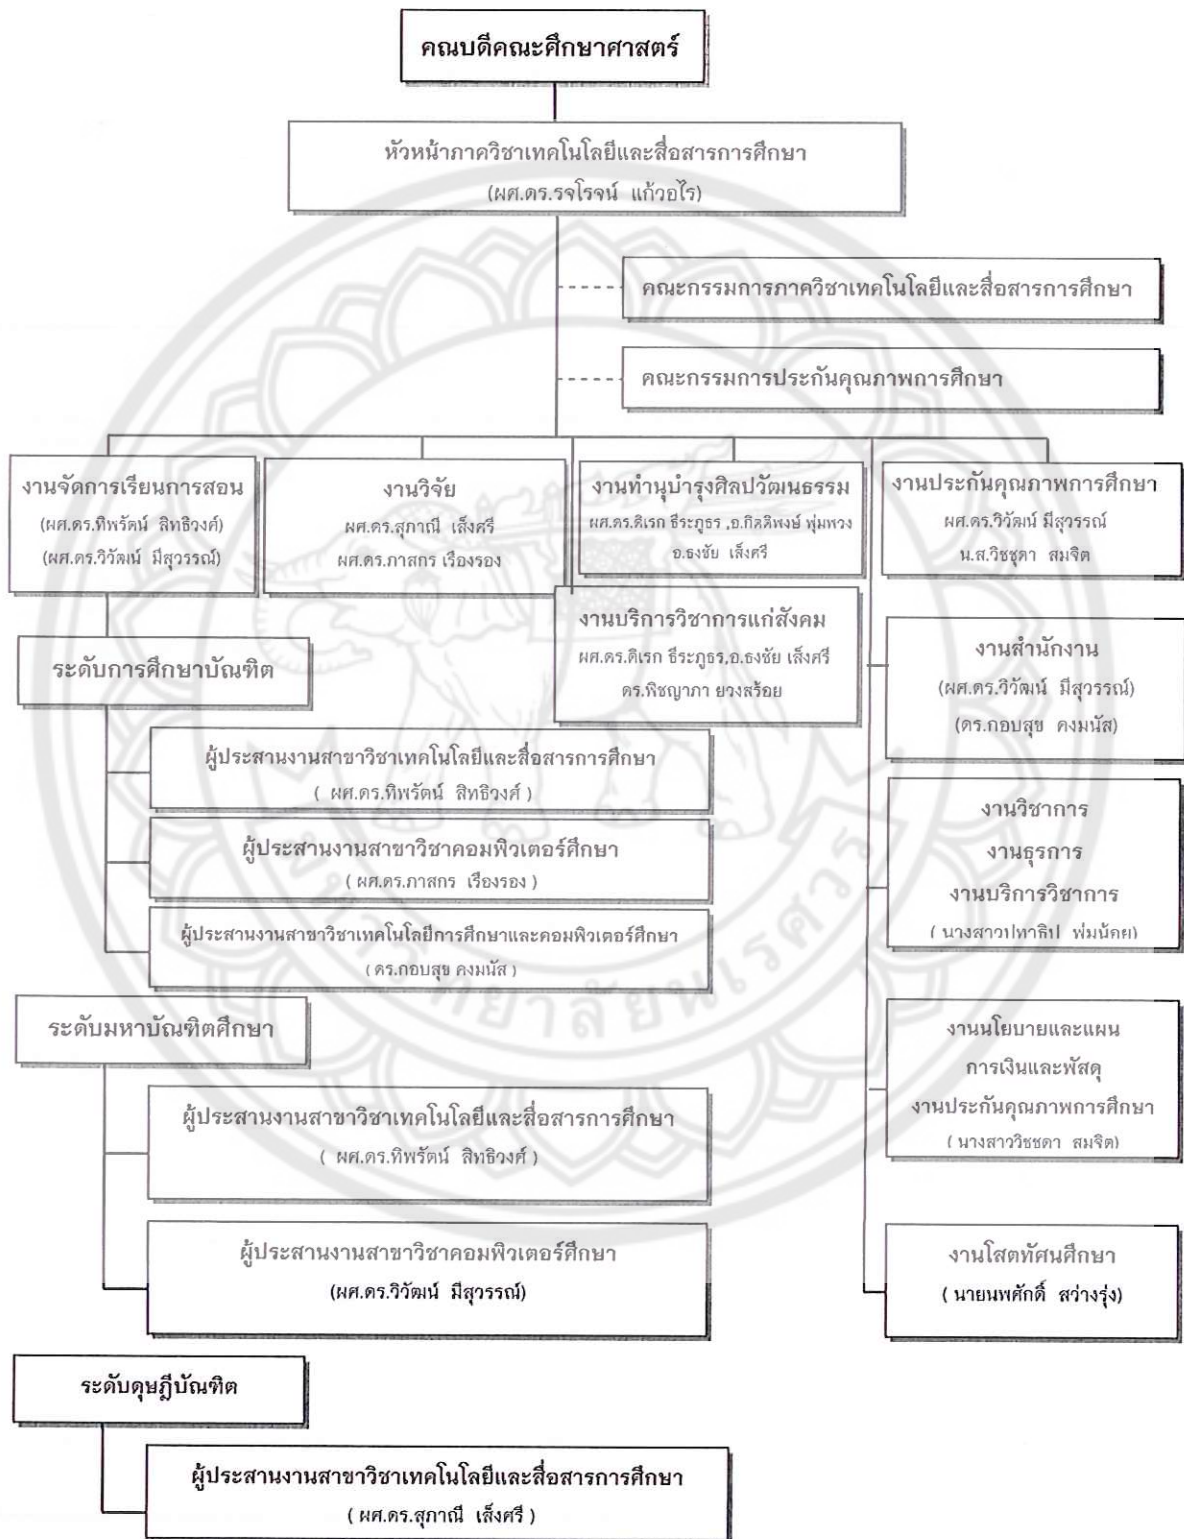 คณบดีคณะศึกษาศาสตร์
หัวหน้าภาควิชาเทคโนโลยีและสื่อสารการศึกษา
(ผศ.ดร.รจโรจน์ แก้วอุไร)
คณะกรรมการภาควิชาเทคโนโลยีและสื่อสารการศึกษา
คณะกรรมการประกันคุณภาพการศึกษา
งานจัดการเรียนการสอน
(ผศ.ดร.ทิพรัตน์ สิทธิวงศ์)
(ผศ.ดร.วิวัฒน์ มีสุวรรณ์)
งานวิจัย
ผศ.ดร.สุภาณี เส็งศรี
ผศ.ดร.ภาสกร เรืองรอง
งานทำนุบำรุงศิลปวัฒนธรรม
ผศ.ดร.ดิเรก ธีระภูธร ,อ.กิตติพงษ์ พุ่มพวง
อ.ธงชัย เส็งศรี
งานประกันคุณภาพการศึกษา
ผศ.ดร.วิวัฒน์ มีสุวรรณ์
น.ส.วิชชุดา สมจิต
งานบริการวิชาการแก่สังคม
ผศ.ดร.ดิเรก ธีระภูธร,อ.ธงชัย เส็งศรี
ดร.พิชญาภา ยวงสร้อย
งานสำนักงาน
(ผศ.ดร.วิวัฒน์ มีสุวรรณ์)
(ดร.กอบสุข คงมนัส)
ระดับการศึกษาบัณฑิต
ผู้ประสานงานสาขาวิชาเทคโนโลยีและสื่อสารการศึกษา
( ผศ.ดร.ทิพรัตน์ สิทธิวงศ์ )
ผู้ประสานงานสาขาวิชาคอมพิวเตอร์ศึกษา
( ผศ.ดร.ภาสกร เรืองรอง )
ผู้ประสานงานสาขาวิชาเทคโนโลยีการศึกษาและคอมพิวเตอร์ศึกษา
( ดร.กอบสุข คงมนัส )
งานวิชาการ
งานธุรการ
งานบริการวิชาการ
( นางสาวปทาธิป พุ่มน้อย)
ระดับมหาบัณฑิตศึกษา
ผู้ประสานงานสาขาวิชาเทคโนโลยีและสื่อสารการศึกษา
( ผศ.ดร.ทิพรัตน์ สิทธิวงศ์ )
ผู้ประสานงานสาขาวิชาคอมพิวเตอร์ศึกษา
(ผศ.ดร.วิวัฒน์ มีสุวรรณ์)
งานนโยบายและแผน
การเงินและพัสดุ
งานประกันคุณภาพการศึกษา
( นางสาววิชชุดา สมจิต)
งานโสตทัศนศึกษา
( นายนพศักดิ์ สว่างรุ่ง)
ระดับดุษฎีบัณฑิต
ผู้ประสานงานสาขาวิชาเทคโนโลยีและสื่อสารการศึกษา
( ผศ.ดร.สุภาณี เส็งศรี )
มหาวิทยาลัยนเรศวร